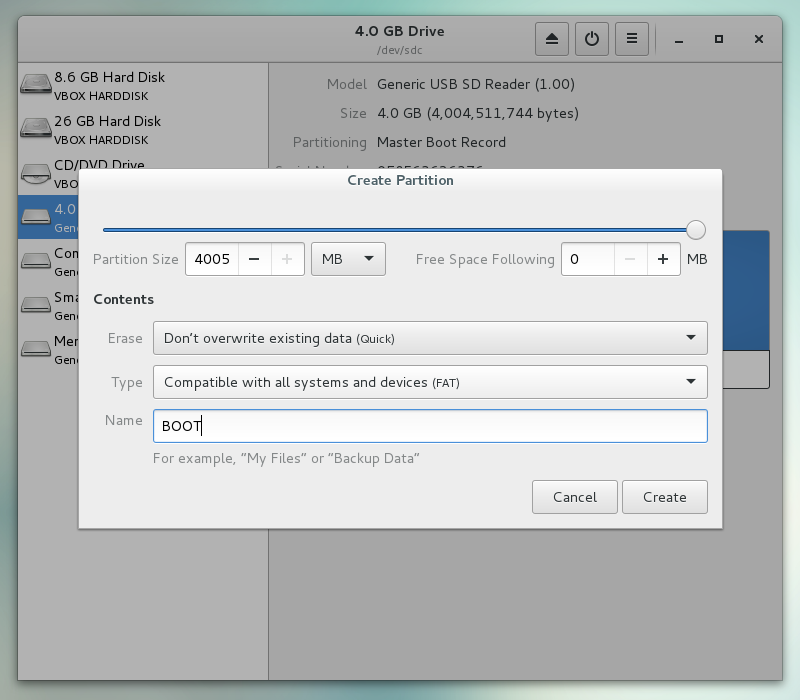 4.0 GB Drive
/dev/sdc
8.6 GB Hard Disk
VBOX HARDDISK
26 GB Hard Disk
VBOX HARDDISK
CD/DVD Drive
VBO
4.0
Gene
Com
Gene
Sma
Gene
Mem
Gene
Model Generic USB SD Reader (1.00)
Size 4.0 GB (4,004,511,744 bytes)
Partitioning Master Boot Record
Create Partition
Partition Size 4005 − + MB Free Space Following 0 − + MB
Contents
Erase Don't overwrite existing data (Quick)
Type Compatible with all systems and devices (FAT)
Name BOOT
For example, “My Files” or “Backup Data”
Cancel Create